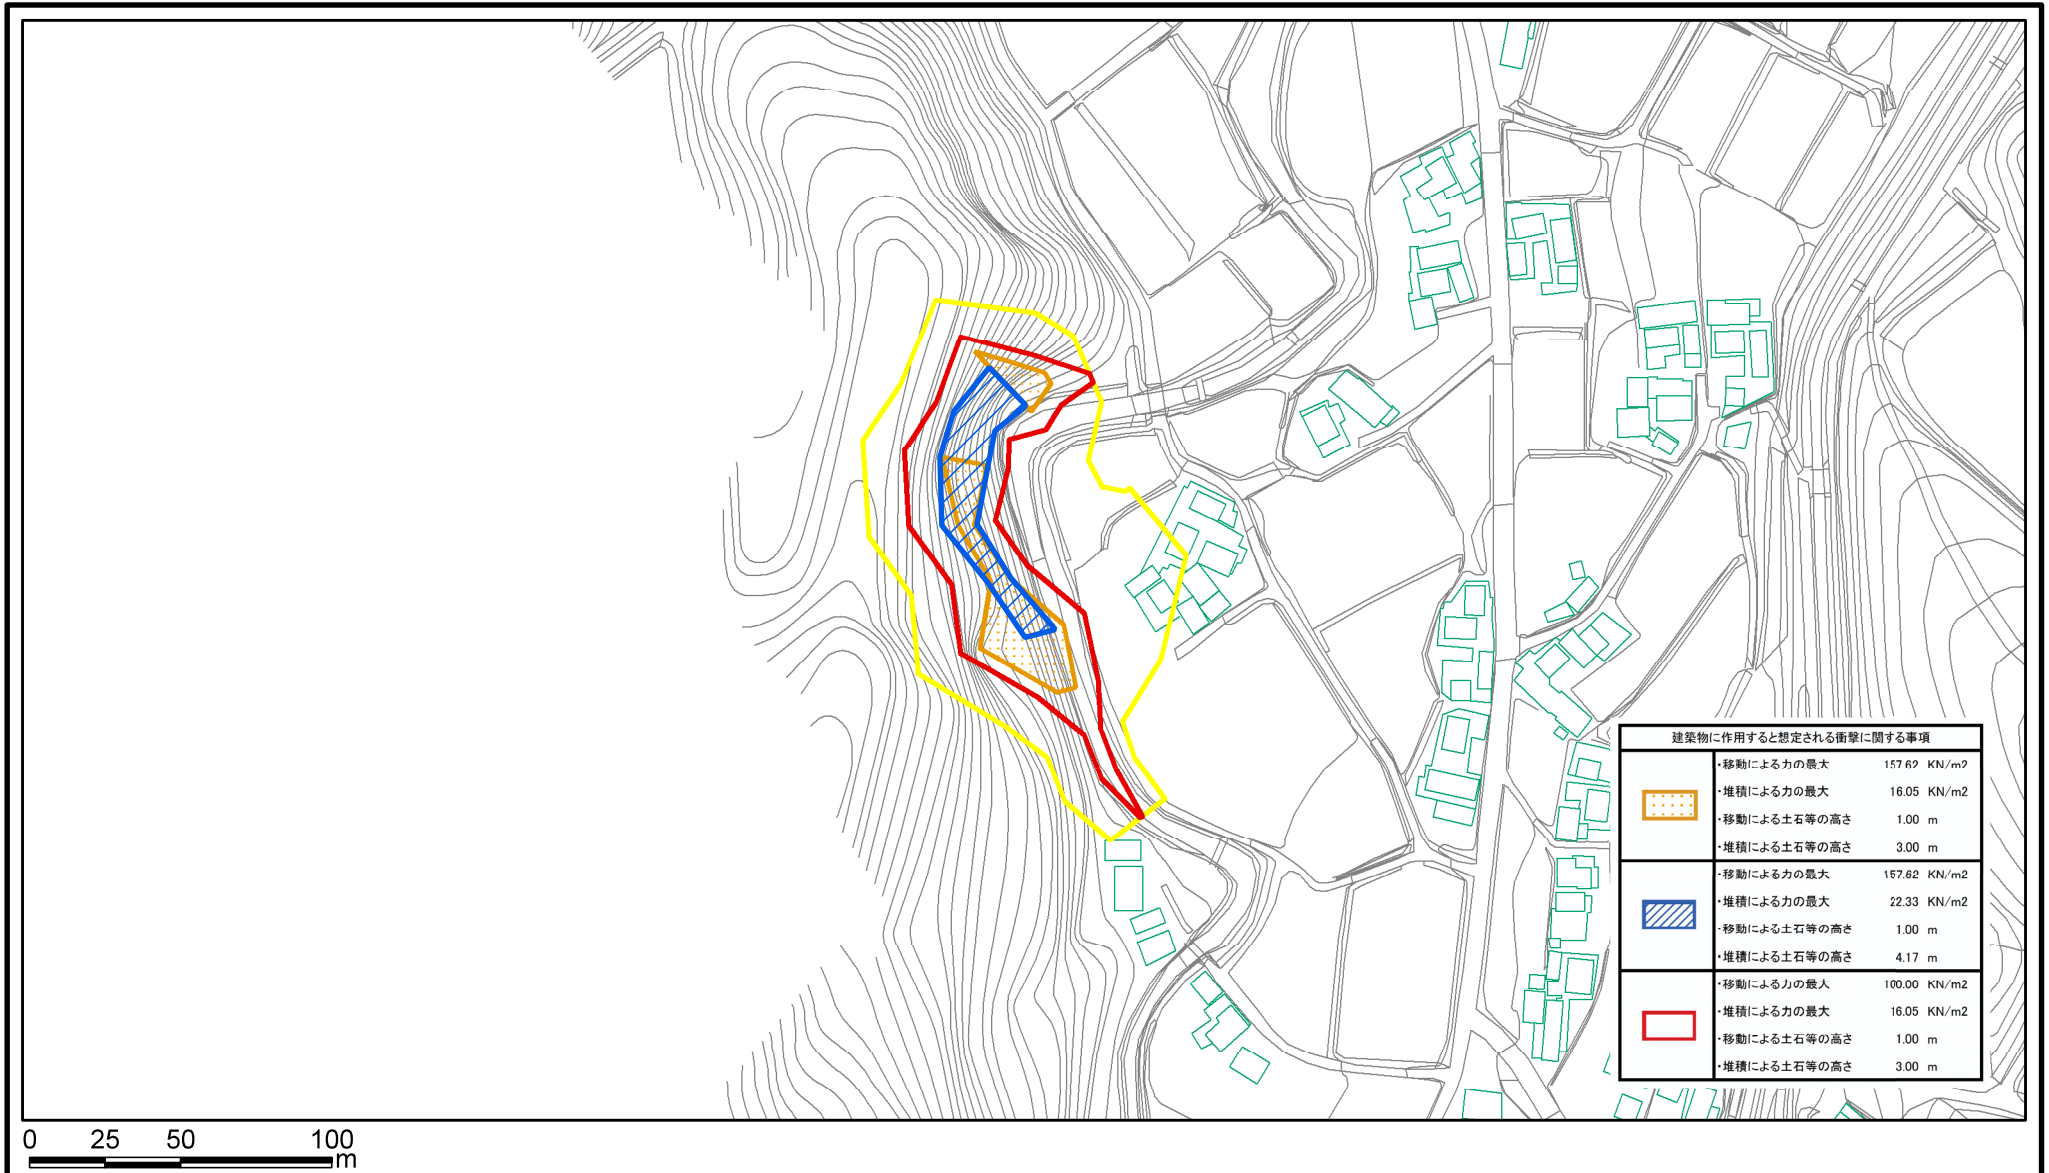 建築物に作用すると想定される衝撃に関する事項
・移動による力の最大 157.62 KN/m2
・堆積による力の最大 16.05 KN/m2
・移動による土石等の高さ 1.00 m
・堆積による土石等の高さ 3.00 m
・移動による力の最大 157.62 KN/m2
・堆積による力の最大 22.33 KN/m2
・移動による土石等の高さ 1.00 m
・堆積による土石等の高さ 4.17 m
・移動による力の最大 100.00 KN/m2
・堆積による力の最大 16.05 KN/m2
・移動による土石等の高さ 1.00 m
・堆積による土石等の高さ 3.00 m
0 25 50 100
m